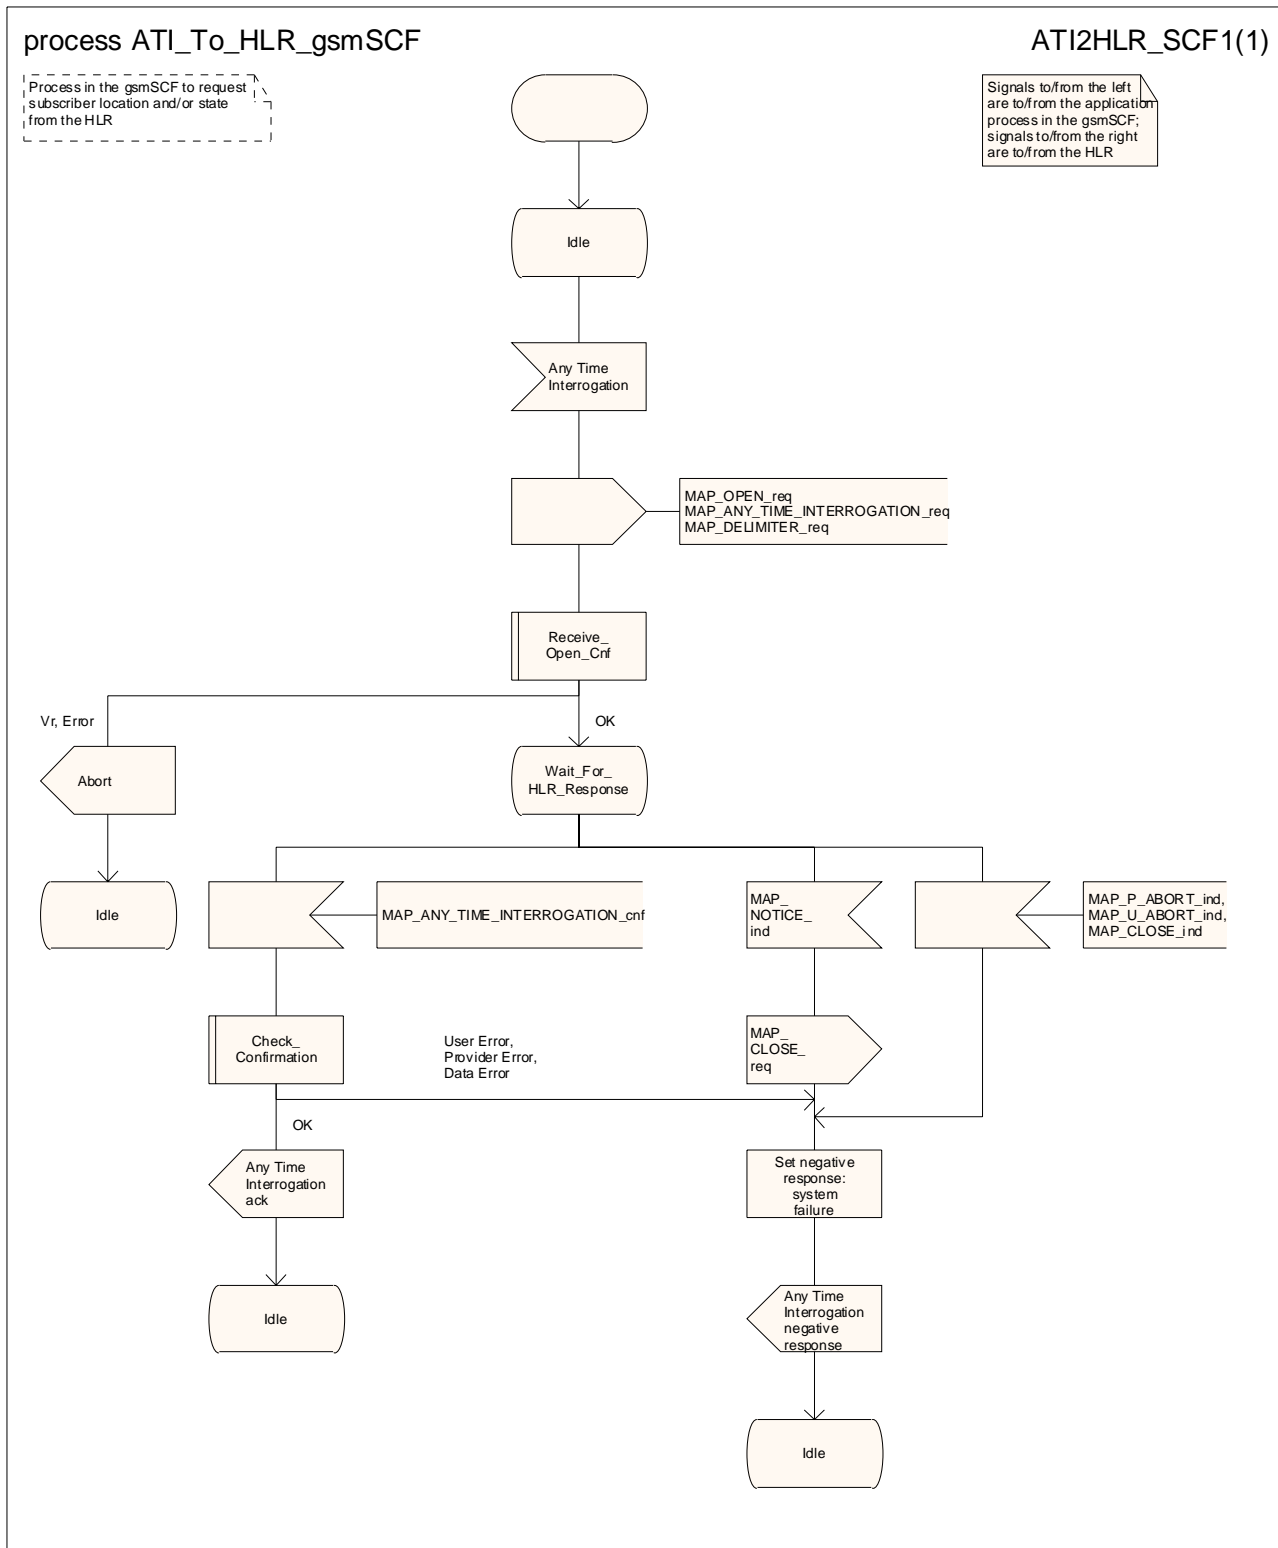 process ATI_To_HLR_gsmSCF
ATI2HLR_SCF1(1)
Process in the gsmSCF to request
subscriber location and/or state
from the HLR
Signals to/from the left
are to/from the application
process in the gsmSCF;
signals to/from the right
are to/from the HLR
Idle
Any Time
Interrogation
MAP_OPEN_req
MAP_ANY_TIME_INTERROGATION_req
MAP_DELIMITER_req
Receive_
Open_Cnf
Vr, Error
OK
Abort
Wait_For_
HLR_Response
Idle
MAP_ANY_TIME_INTERROGATION_cnf
MAP_
NOTICE_
ind
MAP_P_ABORT_ind,
MAP_U_ABORT_ind,
MAP_CLOSE_ind
Check_
Confirmation
User Error,
Provider Error,
Data Error
MAP_
CLOSE_
req
OK
Any Time
Interrogation
ack
Set negative
response:
system
failure
Idle
Any Time
Interrogation
negative
response
Idle